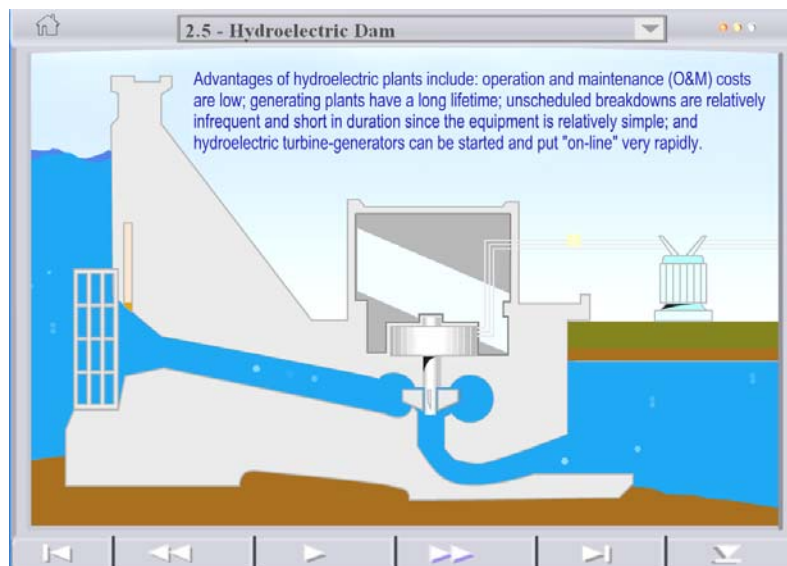 2.5 - Hydroelectric Dam
Advantages of hydroelectric plants include: operation and maintenance (O&M) costs
are low; generating plants have a long lifetime; unscheduled breakdowns are relatively
infrequent and short in duration since the equipment is relatively simple; and
hydroelectric turbine-generators can be started and put "on-line" very rapidly.